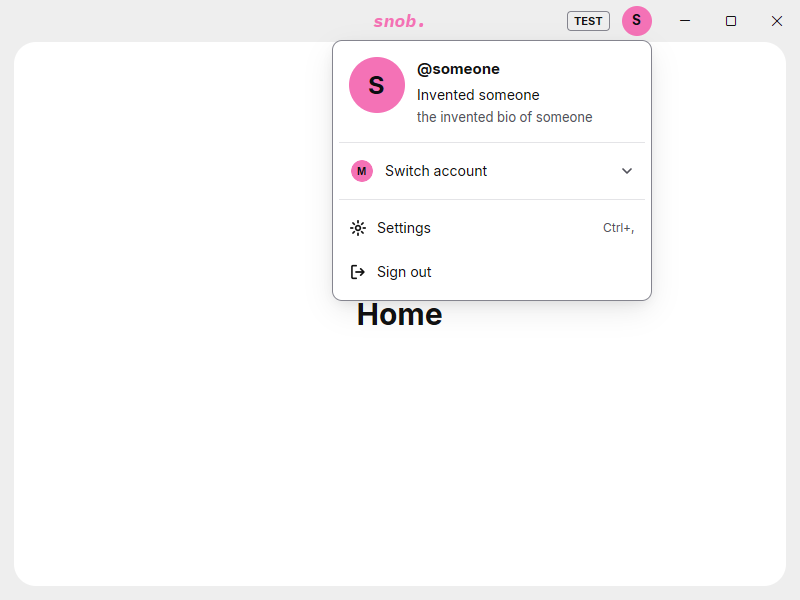 snob.
TEST
S
S
@someone
Invented someone
the invented bio of someone
M
Switch account
Settings
Ctrl+,
Sign out
Home